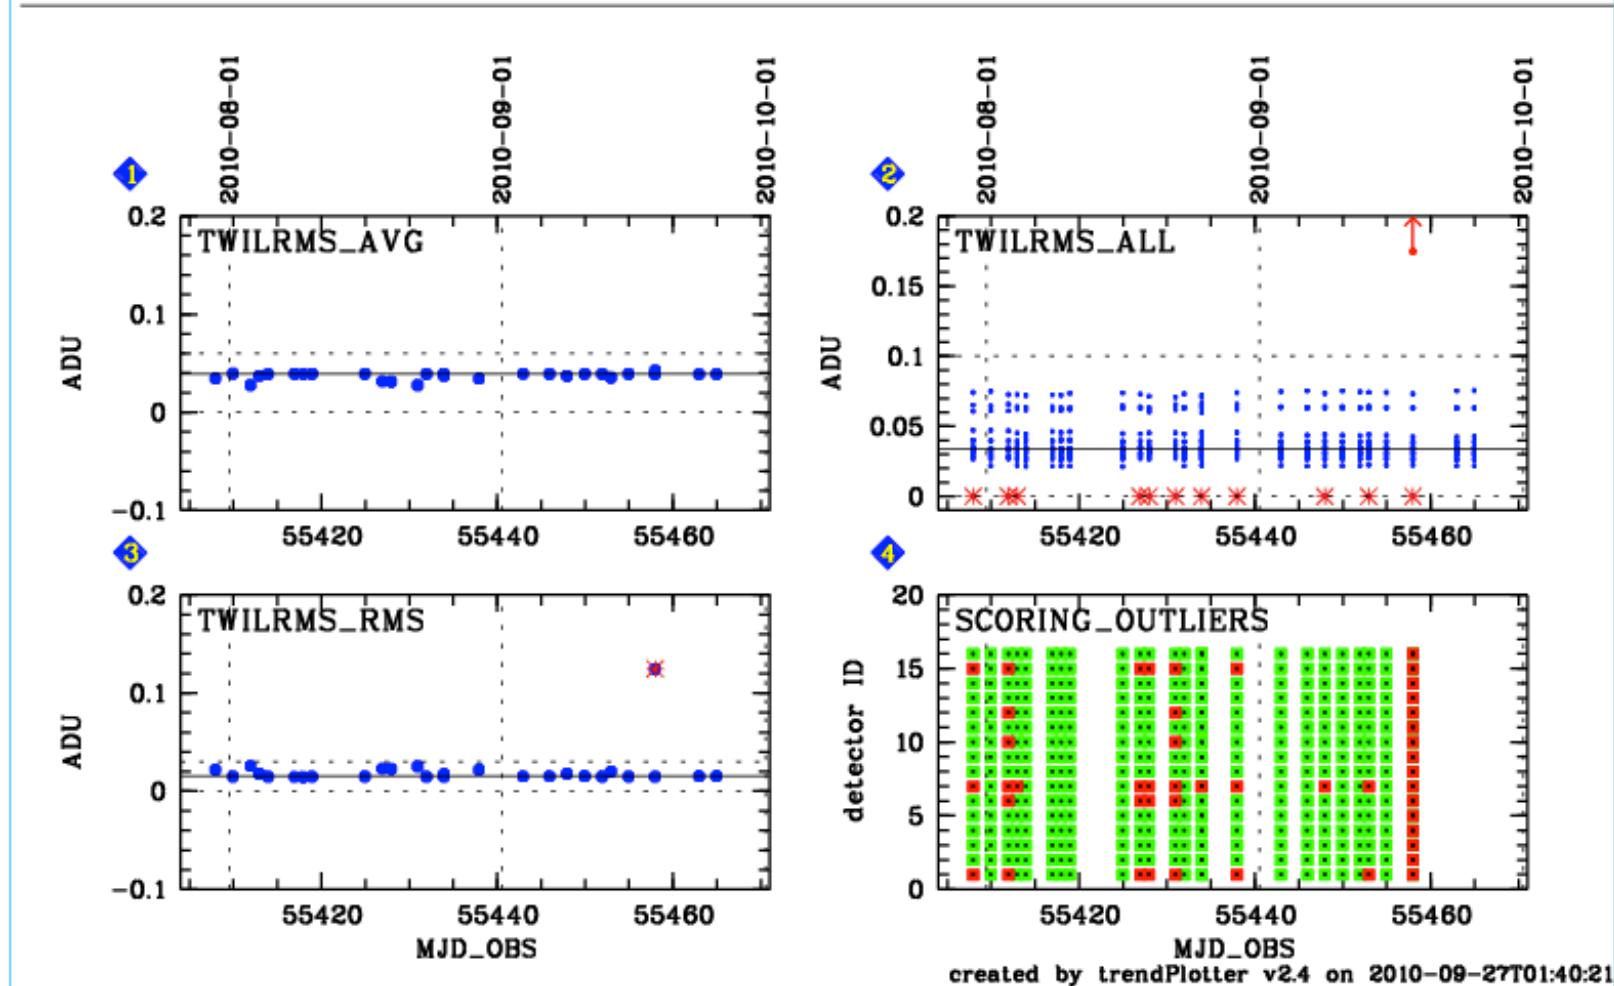 2010-08-01 2010-09-01 2010-10-01
2010-08-01 2010-09-01 2010-10-01
1
TWILRMS_AVG
ADU
0.2
0.1
0
-0.1
55420 55440 55460
2
TWILRMS_ALL
ADU
0.2
0.15
0.1
0.05
0
55420 55440 55460
3
TWILRMS_RMS
ADU
0.2
0.1
0
-0.1
55420 55440 55460
MJD_OBS
4
SCORING_OUTLIERS
detector ID
20
15
10
5
0
55420 55440 55460
MJD_OBS
created by trendPlotter v2.4 on 2010-09-27T01:40:21